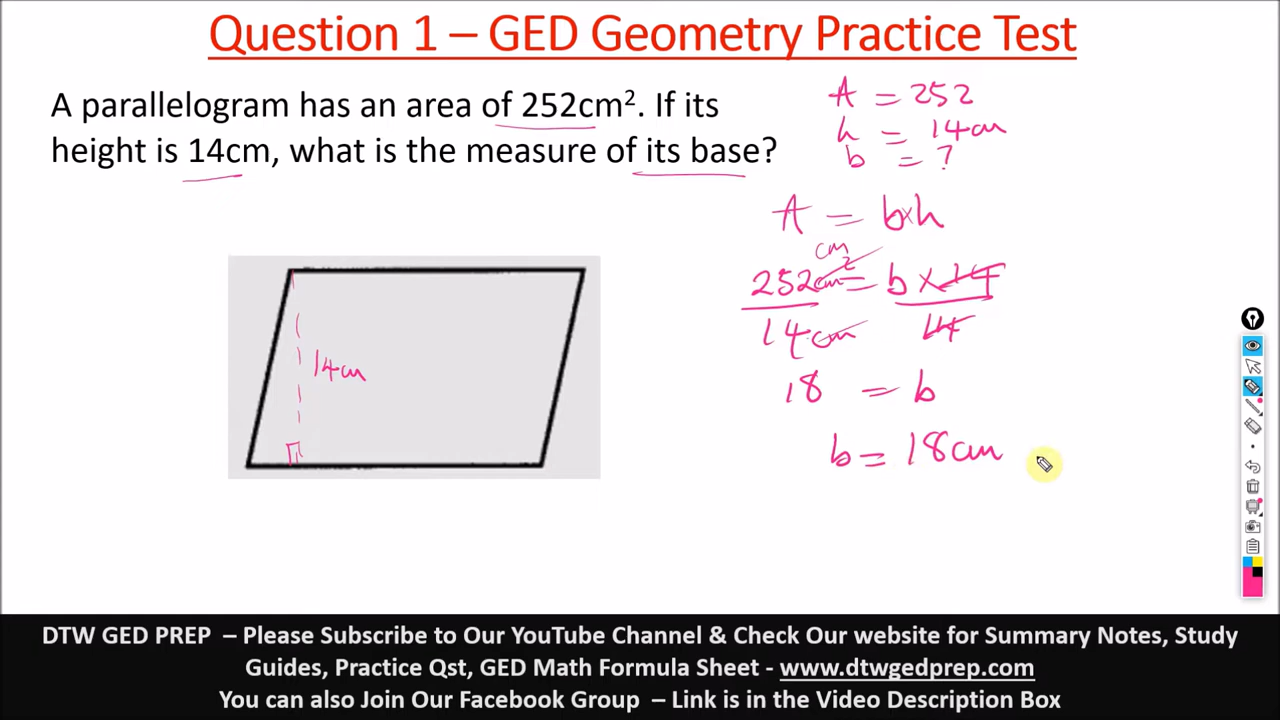 Question 1 – GED Geometry Practice Test
A parallelogram has an area of 252cm². If its
height is 14cm, what is the measure of its base?
A = 252
h = 14cm
b = ?
A = b×h
cm
252cm² = b × 14
14cm 14
18 = b
b = 18cm
14cm
DTW GED PREP – Please Subscribe to Our YouTube Channel & Check Our website for Summary Notes, Study
Guides, Practice Qst, GED Math Formula Sheet - www.dtwgedprep.com
You can also Join Our Facebook Group – Link is in the Video Description Box